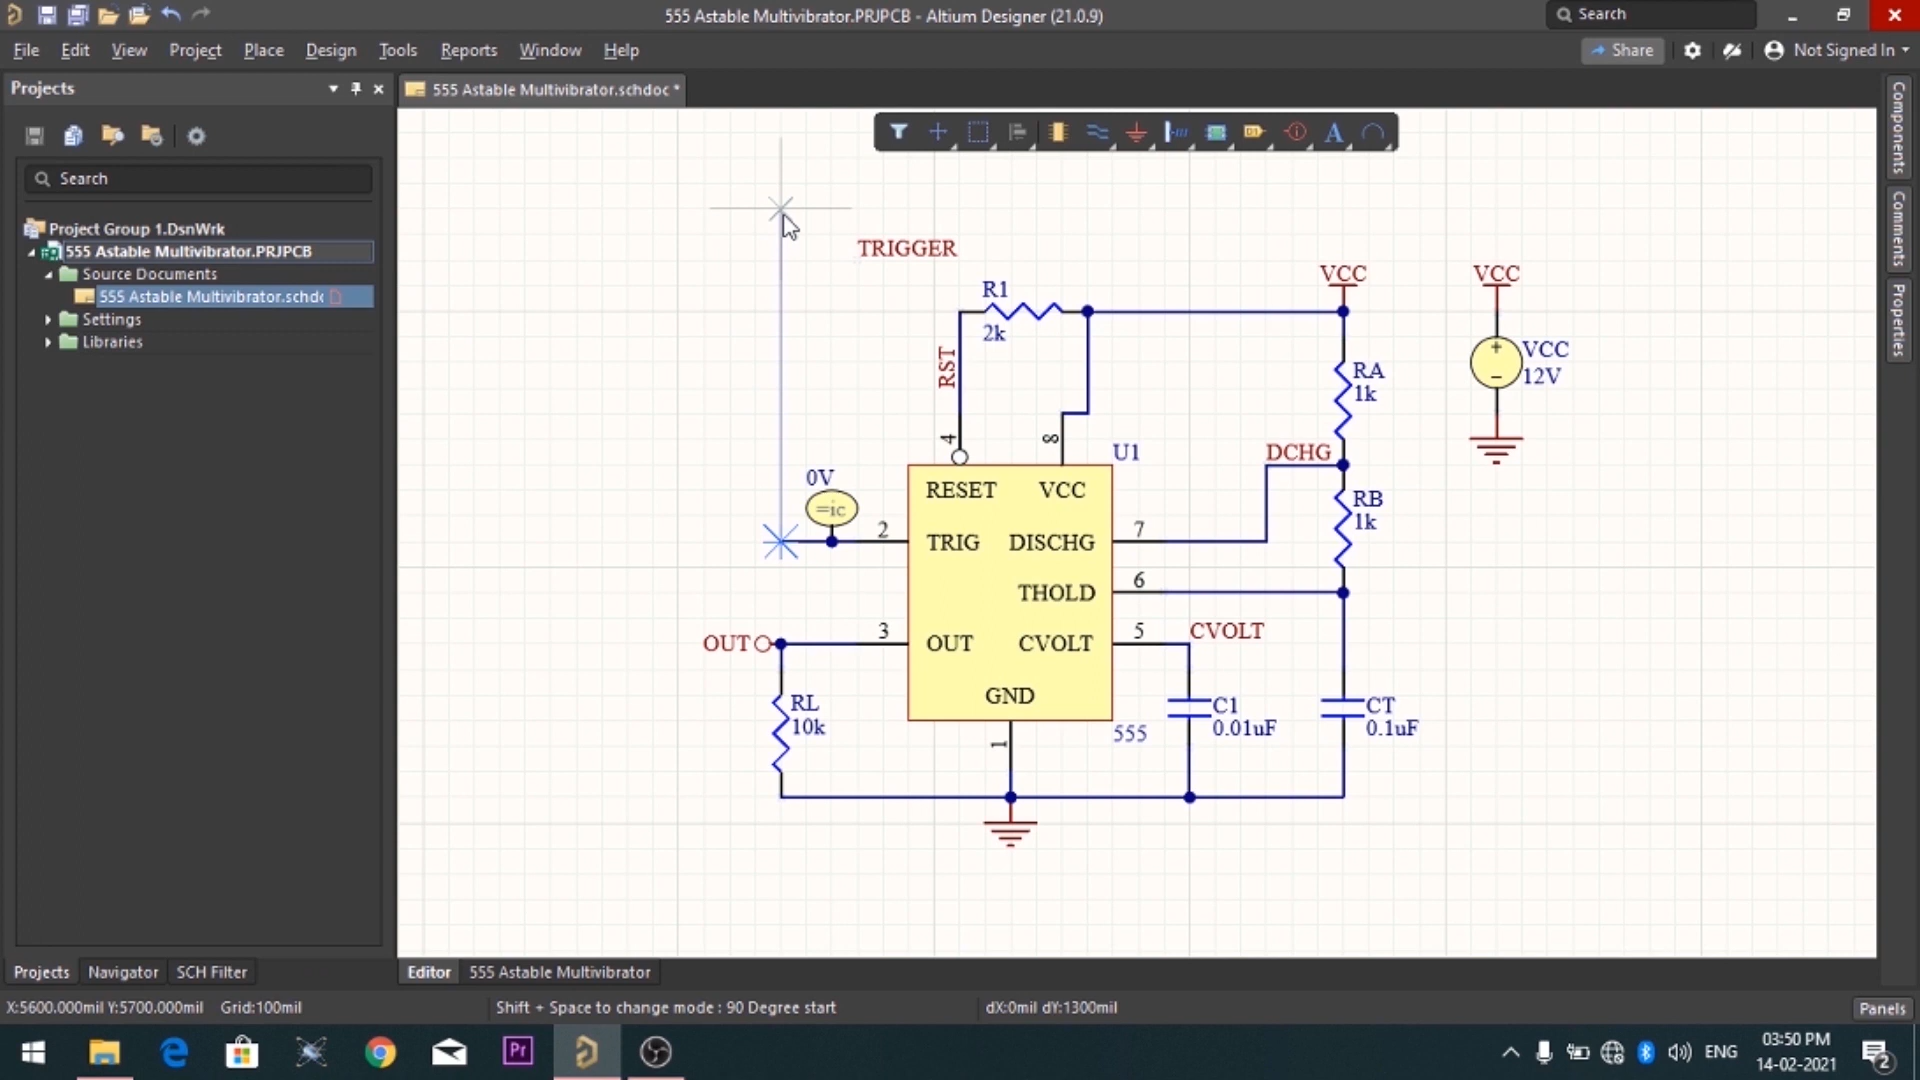 555 Astable Multivibrator.PRJPCB - Altium Designer (21.0.9)
Search
File Edit View Project Place Design Tools Reports Window Help
Share
Not Signed In
Projects
555 Astable Multivibrator.schdoc *
Search
Project Group 1.DsnWrk
555 Astable Multivibrator.PRJPCB
Source Documents
555 Astable Multivibrator.schdc
Settings
Libraries
Components
Comments
Properties
TRIGGER
VCC
VCC
R1
2k
RST
RA
1k
VCC
12V
4
8
U1
DCHG
0V
=ic
RESET VCC
RB
1k
2
TRIG DISCHG
7
THOLD
6
OUT
3
OUT CVOLT
5
CVOLT
GND
RL
10k
C1
0.01uF
CT
0.1uF
1
555
Projects Navigator SCH Filter
Editor 555 Astable Multivibrator
X:5600.000mil Y:5700.000mil Grid:100mil
Shift + Space to change mode : 90 Degree start
dX:0mil dY:1300mil
Panels
Pr
ENG
03:50 PM
14-02-2021
2